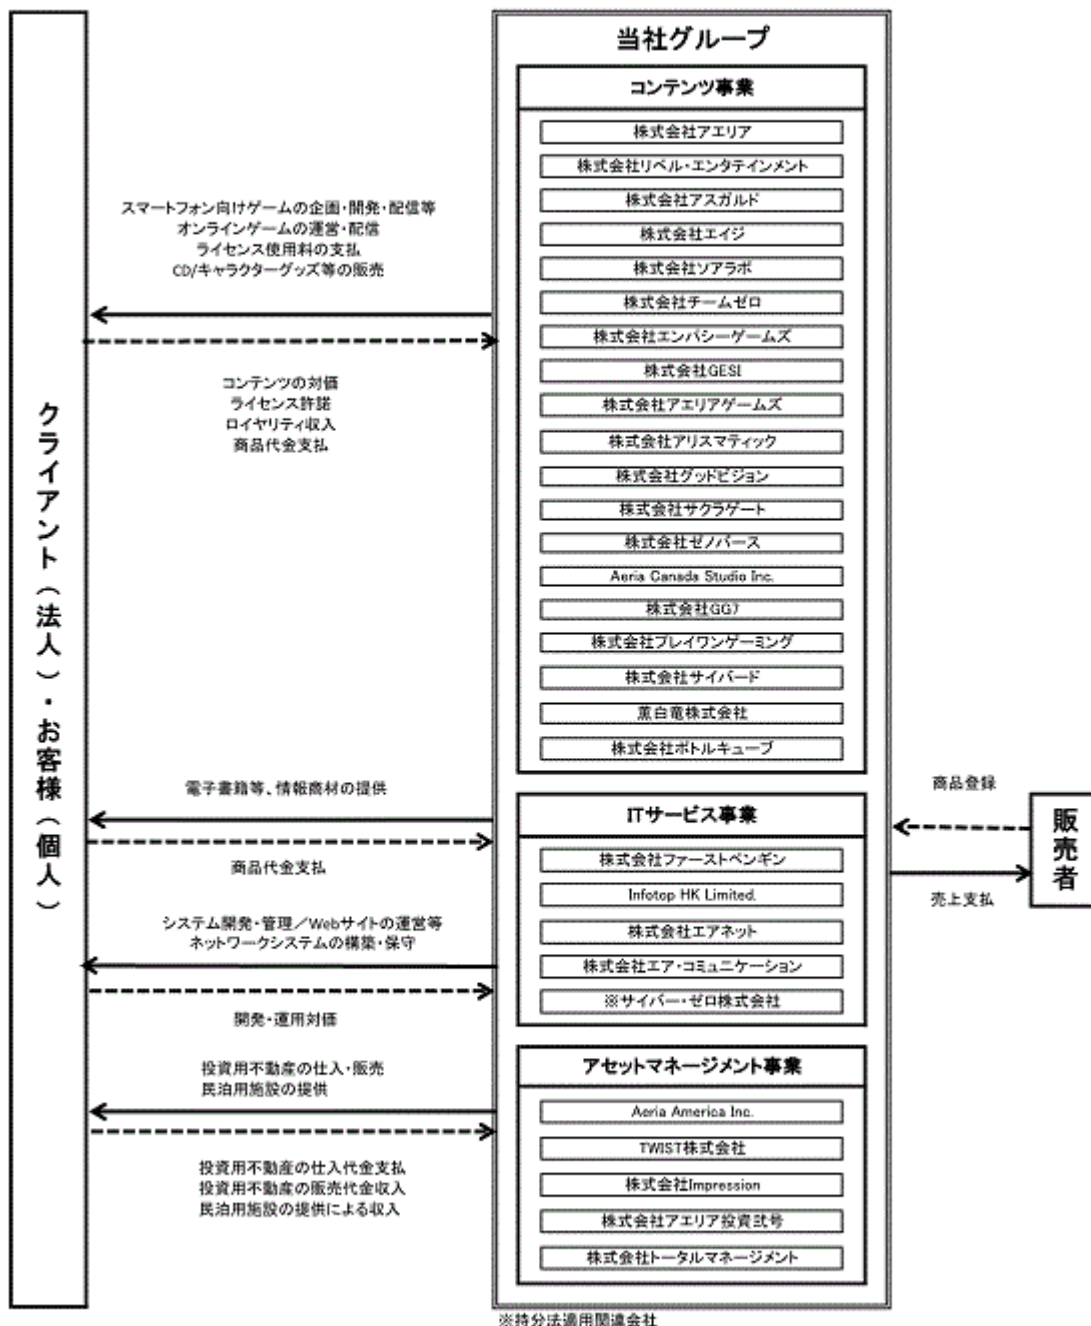 当社グループ
コンテンツ事業
株式会社アエリア
株式会社リベル・エンタテインメント
株式会社アスガルド
株式会社エイジ
株式会社ソアラボ
株式会社チームゼロ
株式会社エンパシーゲームズ
株式会社GESI
株式会社アエリアゲームズ
株式会社アリスマティック
株式会社グッドビジョン
株式会社サクラゲート
株式会社ゼノバース
Aeria Canada Studio Inc.
株式会社GG7
株式会社プレイワンゲーミング
株式会社サイバード
薫白竜株式会社
株式会社ボトルキューブ
スマートフォン向けゲームの企画・開発・配信等
オンラインゲームの運営・配信
ライセンス使用料の支払
CD/キャラクターグッズ等の販売
コンテンツの対価
ライセンス許諾
ロイヤリティ収入
商品代金支払
クライアント（法人）・お客様（個人）
電子書籍等、情報商材の提供
商品代金支払
システム開発・管理／Webサイトの運営等
ネットワークシステムの構築・保守
開発・運用対価
ITサービス事業
株式会社ファーストペンギン
Infotop HK Limited.
株式会社エアネット
株式会社エア・コミュニケーション
※サイバー・ゼロ株式会社
商品登録
販売者
売上支払
投資用不動産の仕入・販売
民泊用施設の提供
投資用不動産の仕入代金支払
投資用不動産の販売代金収入
民泊用施設の提供による収入
アセットマネージメント事業
Aeria America Inc.
TWIST株式会社
株式会社Impression
株式会社アエリア投資弐号
株式会社トータルマネージメント
※持分法適用関連会社